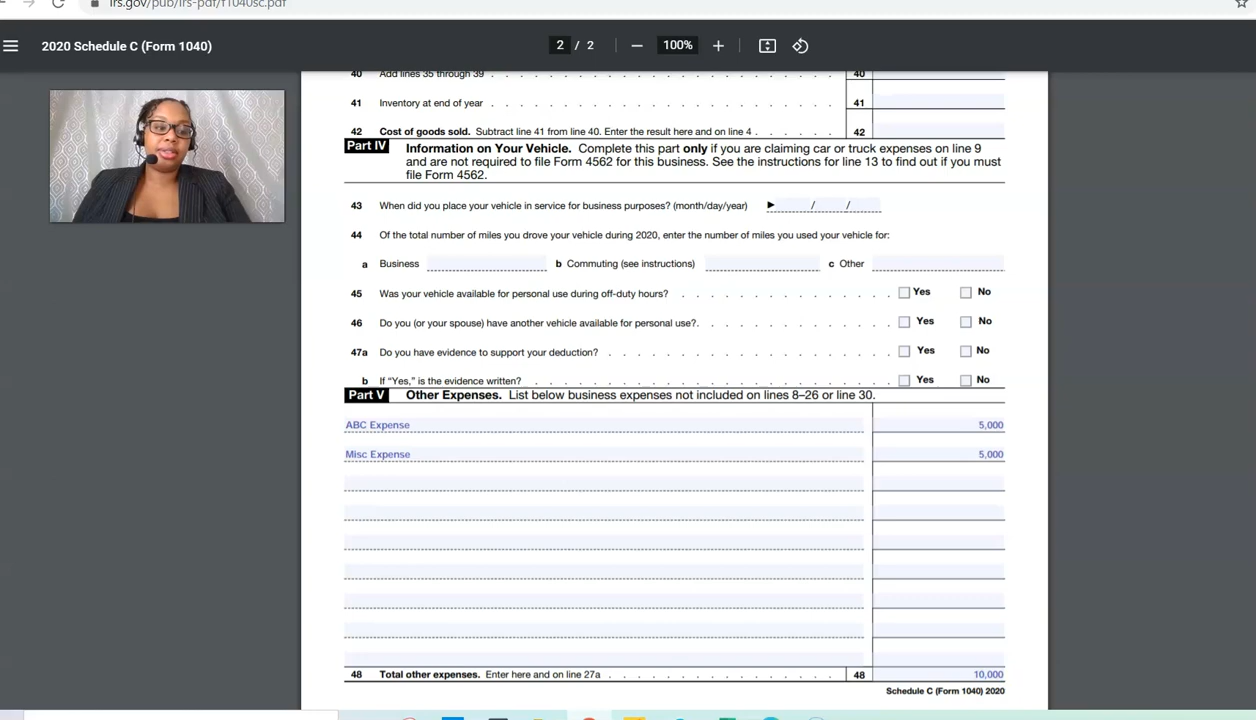 irs.gov/pub/irs-pdf/f1040sc.pdf
2020 Schedule C (Form 1040)
2 / 2
100%
40 Add lines 35 through 39 40
41 Inventory at end of year 41
42 Cost of goods sold. Subtract line 41 from line 40. Enter the result here and on line 4 42
Part IV Information on Your Vehicle. Complete this part only if you are claiming car or truck expenses on line 9
and are not required to file Form 4562 for this business. See the instructions for line 13 to find out if you must
file Form 4562.
43 When did you place your vehicle in service for business purposes? (month/day/year) ▶ / /
44 Of the total number of miles you drove your vehicle during 2020, enter the number of miles you used your vehicle for:
a Business b Commuting (see instructions) c Other
45 Was your vehicle available for personal use during off-duty hours? Yes No
46 Do you (or your spouse) have another vehicle available for personal use?. Yes No
47a Do you have evidence to support your deduction? Yes No
b If "Yes," is the evidence written? Yes No
Part V Other Expenses. List below business expenses not included on lines 8–26 or line 30.
ABC Expense 5,000
Misc Expense 5,000
48 Total other expenses. Enter here and on line 27a 48 10,000
Schedule C (Form 1040) 2020